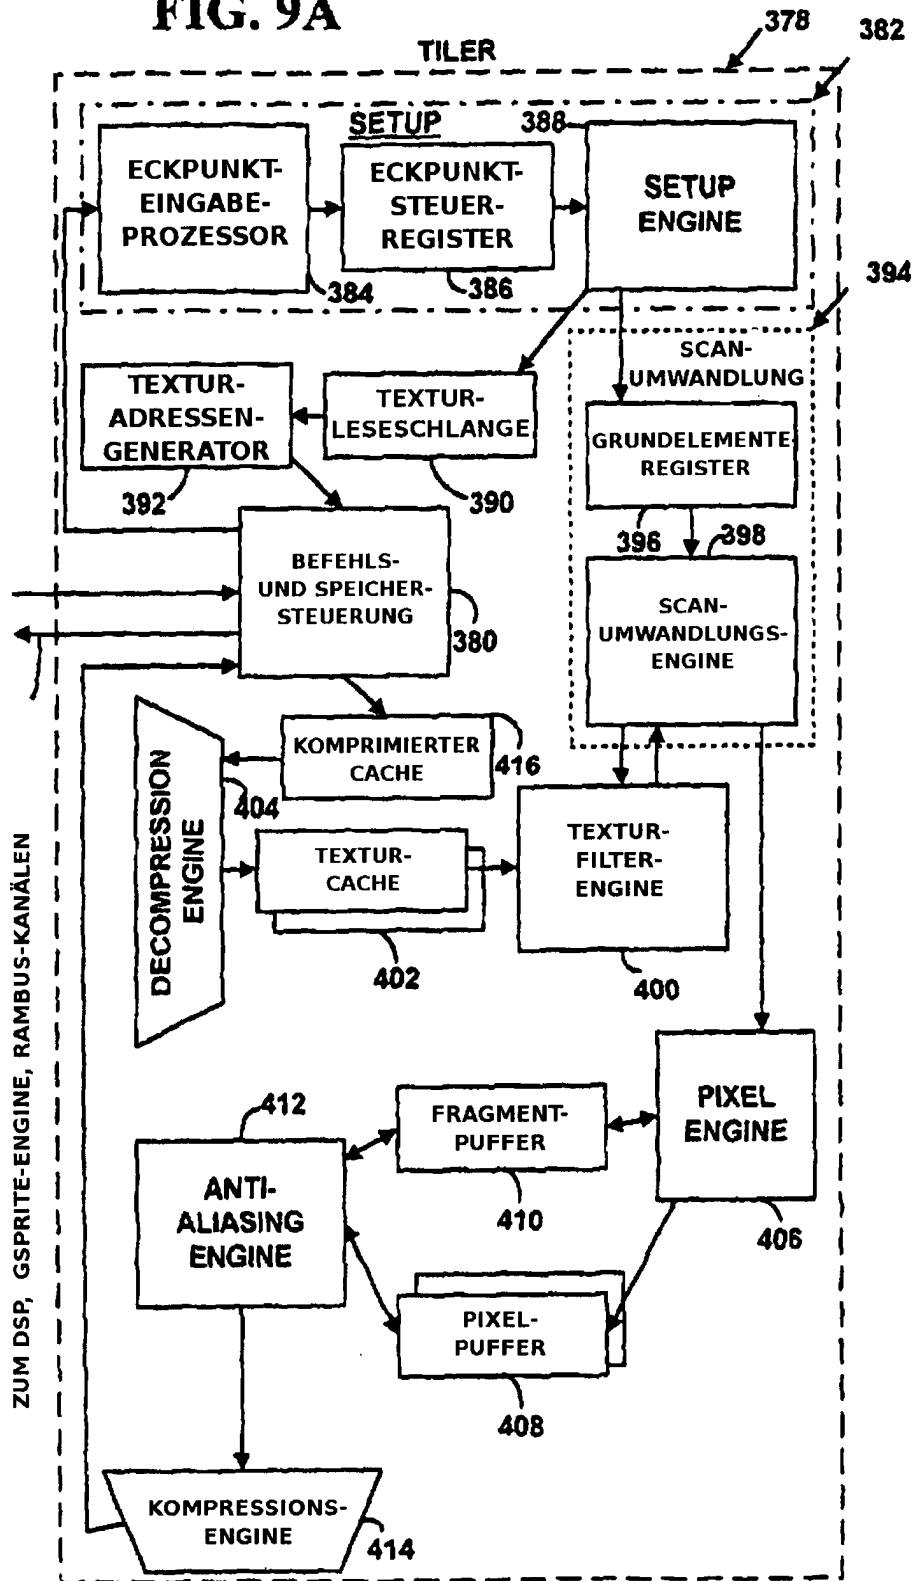 FIG. 9A
TILER
378
382
SETUP
388
ECKPUNKT-
EINGABE-
PROZESSOR
384
ECKPUNKT-
STEUER-
REGISTER
386
SETUP
ENGINE
394
SCAN-
UMWANDLUNG
TEXTUR-
ADRESSEN-
GENERATOR
392
TEXTUR-
LESESCHLANGE
390
GRUNDELEMENTE-
REGISTER
396
398
BEFEHLS-
UND SPEICHER-
STEUERUNG
380
SCAN-
UMWANDLUNGS-
ENGINE
KOMPRIMIERTER
CACHE
416
DECOMPRESSION
ENGINE
404
TEXTUR-
CACHE
402
TEXTUR-
FILTER-
ENGINE
400
ZUM DSP, GSPRITE-ENGINE, RAMBUS-KANÄLEN
412
ANTI-
ALIASING
ENGINE
FRAGMENT-
PUFFER
410
PIXEL
ENGINE
406
PIXEL-
PUFFER
408
KOMPRESSIONS-
ENGINE
414